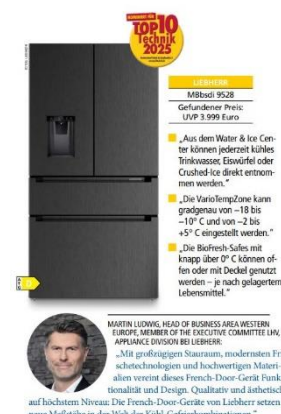 TOP10
Technik
2025
LIEBHERR
MBbsdi 9528
Gefundener Preis:
UVP 3.999 Euro
„Aus dem Water & Ice Cen-
ter können jederzeit kühles
Trinkwasser, Eiswürfel oder
Crushed-Ice direkt entnom-
men werden.“
„Die VarioTempZone kann
gradgenau von –18 bis
–10° C und von –2 bis
+5° C eingestellt werden.“
„Die BioFresh-Safes mit
knapp über 0° C können of-
fen oder mit Deckel genutzt
werden – je nach gelagertem
Lebensmittel.“
MARTIN LUDWIG, HEAD OF BUSINESS AREA WESTERN
EUROPE, MEMBER OF THE EXECUTIVE COMMITTEE LHV,
APPLIANCE DIVISION BEI LIEBHERR:
„Mit großzügigen Stauraum, modernsten Fri-
schetechnologien und hochwertigen Materi-
alien vereint dieses French-Door-Gerät Funk-
tionalität und Design. Qualitativ und ästhetisch
auf höchstem Niveau: Die French-Door-Geräte von Liebherr setzen